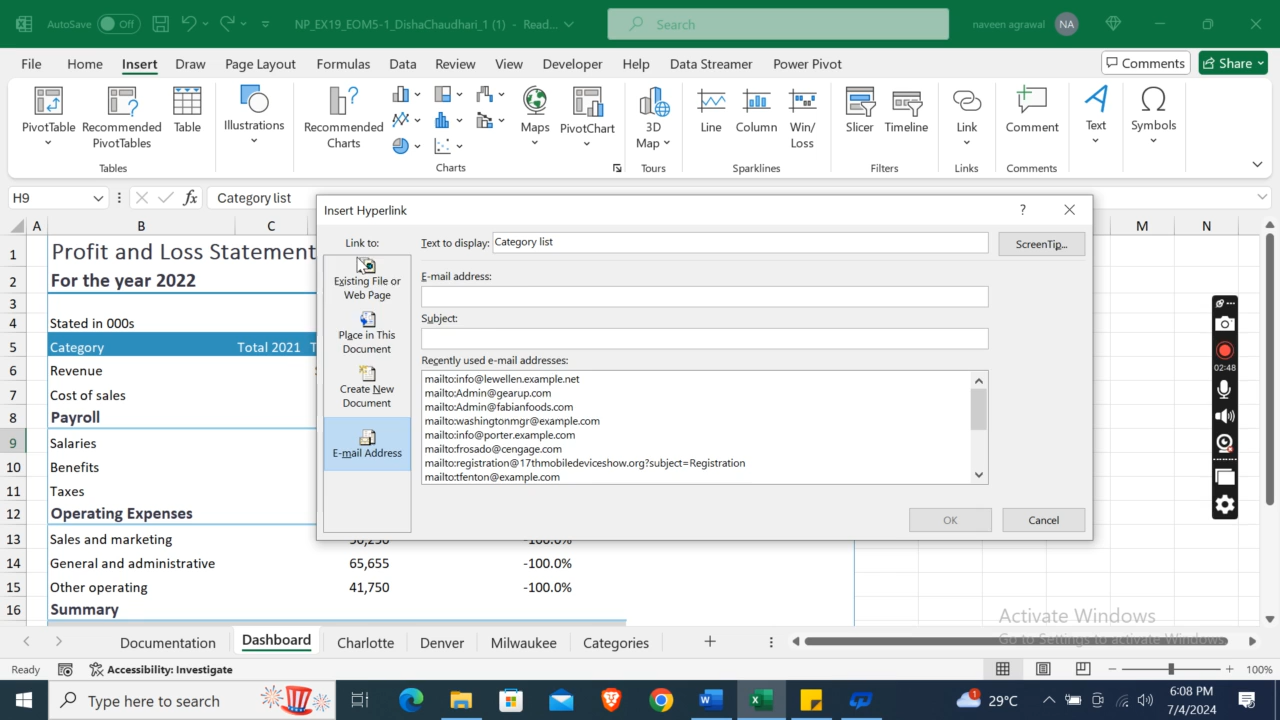 AutoSave Off NP_EX19_EOM5-1_DishaChaudhari_1 (1) - Read... Search naveen agrawal NA
File Home Insert Draw Page Layout Formulas Data Review View Developer Help Data Streamer Power Pivot Comments Share
PivotTable Recommended PivotTables Table Illustrations Recommended Charts Maps PivotChart 3D Map Line Column Win/ Loss Slicer Timeline Link Comment Text Symbols
Tables Charts Tours Sparklines Filters Links Comments
H9 fx Category list
A B C M N
1 Profit and Loss Statement
2 For the year 2022
3
4 Stated in 000s
5 Category Total 2021
6 Revenue
7 Cost of sales
8 Payroll
9 Salaries
10 Benefits
11 Taxes
12 Operating Expenses
13 Sales and marketing -100.0%
14 General and administrative 65,655 -100.0%
15 Other operating 41,750 -100.0%
16 Summary
Insert Hyperlink ?
Link to: Text to display: Category list ScreenTip...
Existing File or Web Page
Place in This Document
Create New Document
E-mail Address
E-mail address:
Subject:
Recently used e-mail addresses:
mailto:info@lewellen.example.net
mailto:Admin@gearup.com
mailto:Admin@fabianfoods.com
mailto:washingtonmgr@example.com
mailto:info@porter.example.com
mailto:frosado@cengage.com
mailto:registration@17thmobiledeviceshow.org?subject=Registration
mailto:tfenton@example.com
OK Cancel
02:48
Activate Windows
Go to Settings to activate Windows.
Documentation Dashboard Charlotte Denver Milwaukee Categories
Ready Accessibility: Investigate 100%
Type here to search 1 29°C 6:08 PM
7/4/2024